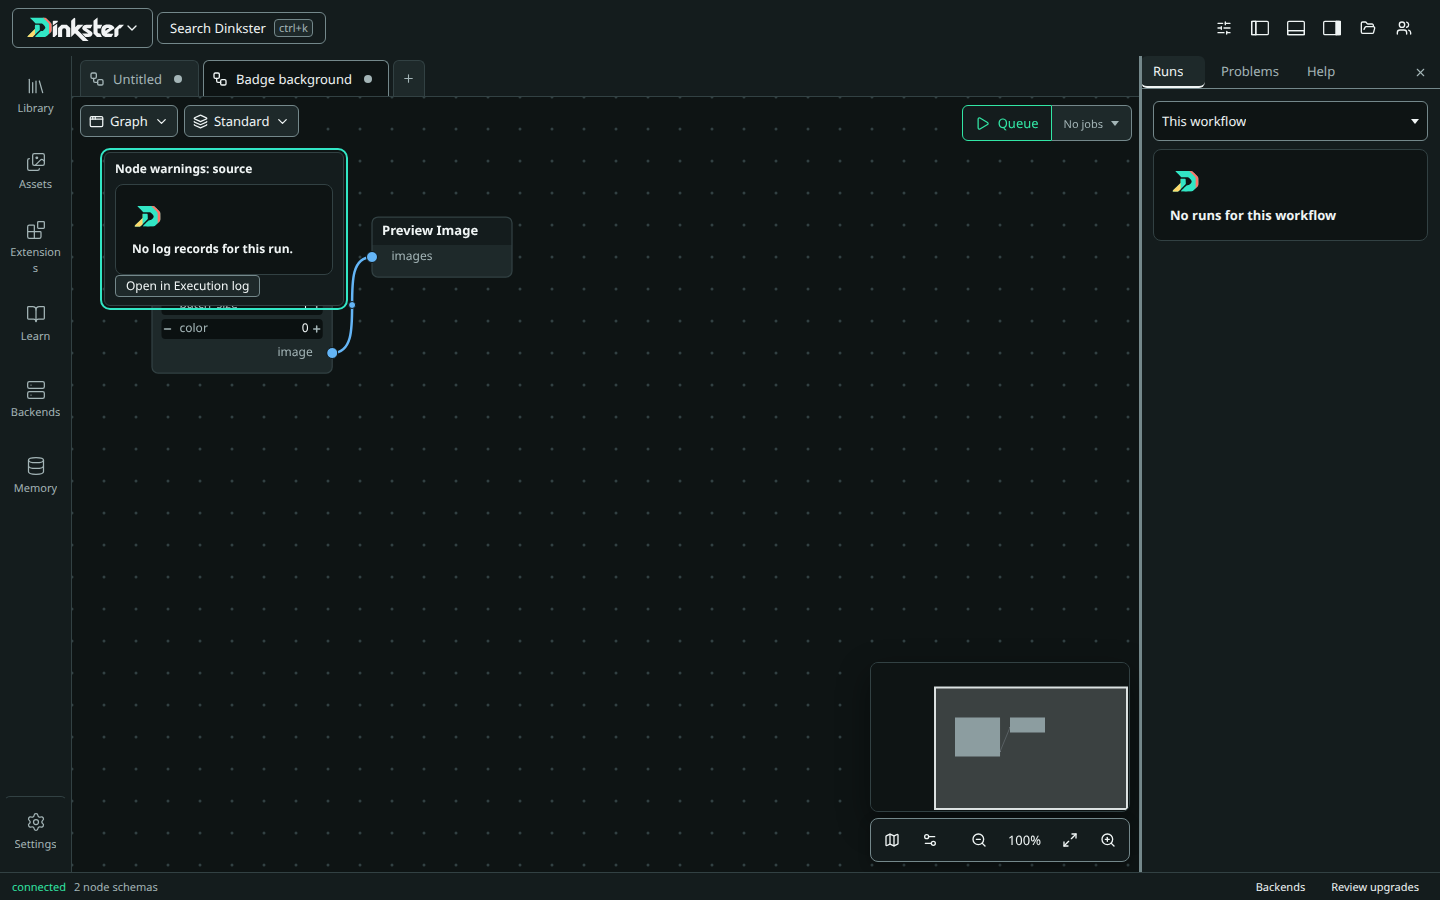 Dinkster
Search Dinkster ctrl+k
Untitled
Badge background
+
Runs
Problems
Help
Library
Assets
Extensions
Learn
Backends
Memory
Settings
Graph
Standard
Queue
No jobs
This workflow
No runs for this workflow
Node warnings: source
No log records for this run.
Open in Execution log
color 0 +
image
Preview Image
images
100%
connected 2 node schemas
Backends
Review upgrades